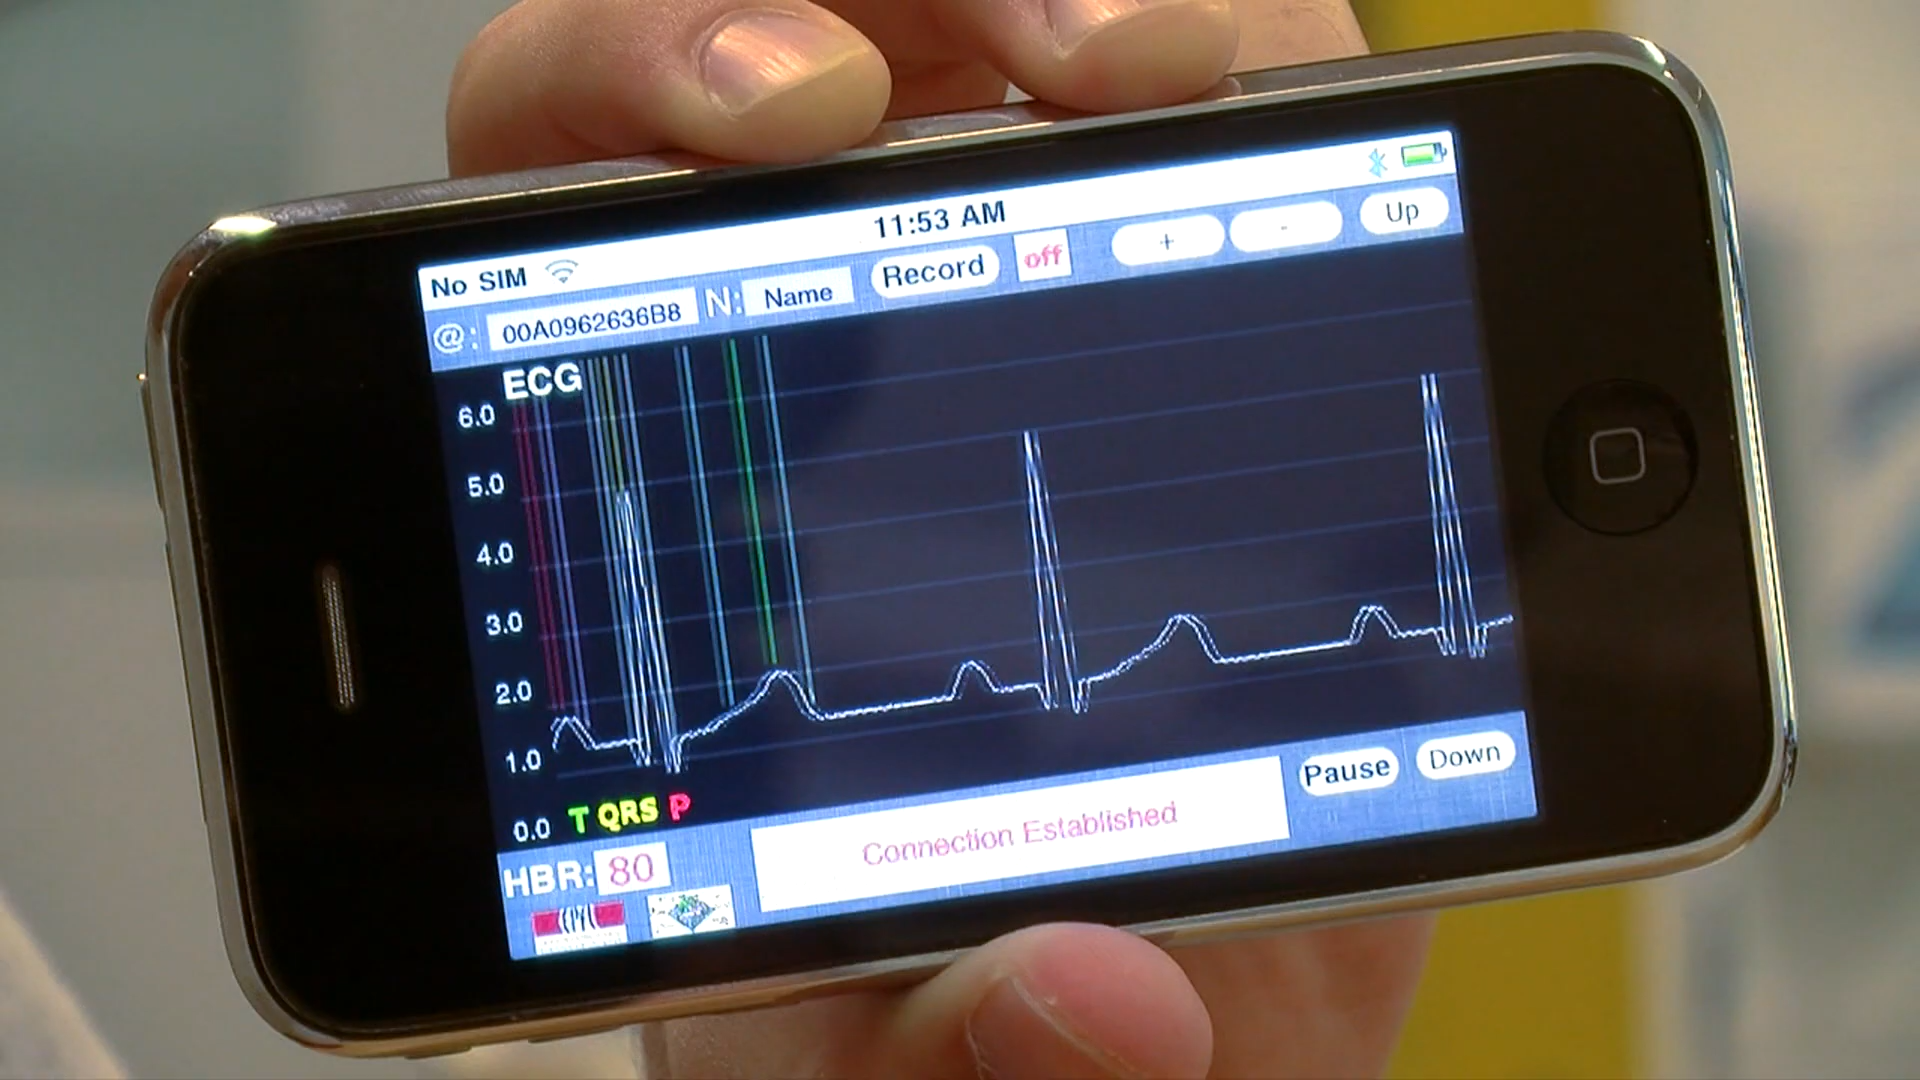 No SIM 11:53 AM
@: 00A0962636B8 N: Name Record off + - Up
ECG
6.0
5.0
4.0
3.0
2.0
1.0
0.0 T QRS P
HBR: 80 Connection Established Pause Down
EPFL